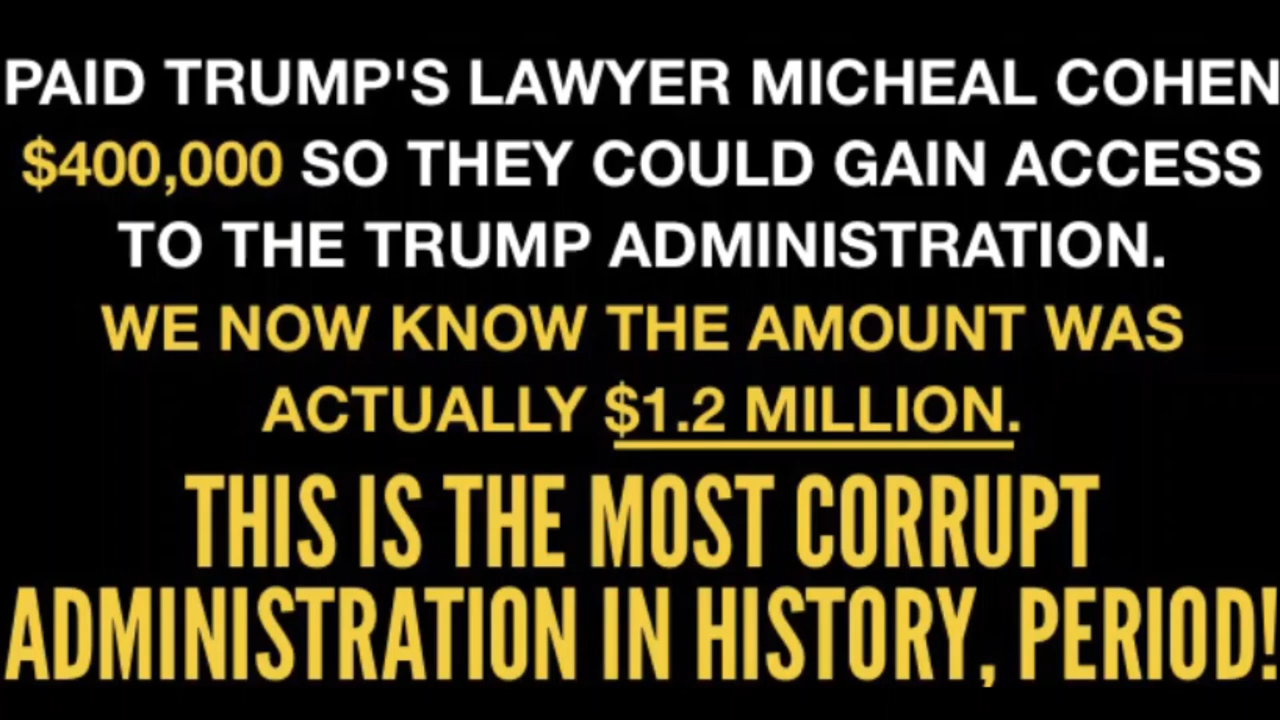 PAID TRUMP'S LAWYER MICHEAL COHEN
$400,000 SO THEY COULD GAIN ACCESS
TO THE TRUMP ADMINISTRATION.
WE NOW KNOW THE AMOUNT WAS
ACTUALLY $1.2 MILLION.
THIS IS THE MOST CORRUPT
ADMINISTRATION IN HISTORY, PERIOD!